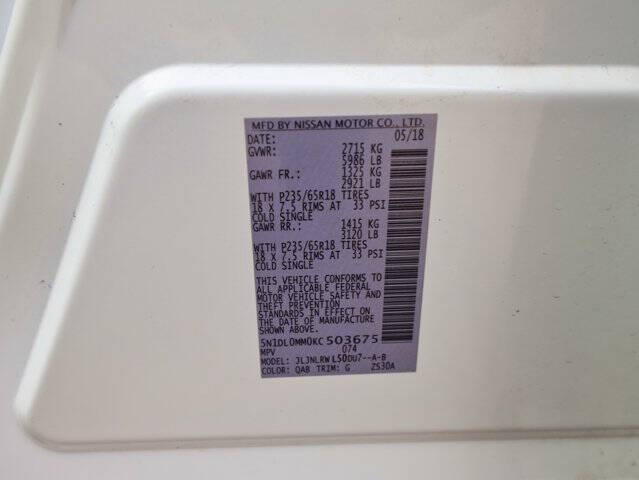 MFD BY NISSAN MOTOR CO., LTD.
DATE: 05/18
GVWR: 2715 KG
5986 LB
GAWR FR.: 1325 KG
2921 LB
WITH P235/65R18 TIRES
18 X 7.5 RIMS AT 33 PSI
COLD SINGLE
GAWR RR.: 1415 KG
3120 LB
WITH P235/65R18 TIRES
18 X 7.5 RIMS AT 33 PSI
COLD SINGLE
THIS VEHICLE CONFORMS TO
ALL APPLICABLE FEDERAL
MOTOR VEHICLE SAFETY AND
THEFT PREVENTION
STANDARDS IN EFFECT ON
THE DATE OF MANUFACTURE
SHOWN ABOVE.
5N1DL0MM0KC503675
MPV 074
MODEL: JLJNLRWL50DU7--A-B
COLOR: QAB TRIM: G ZS30A